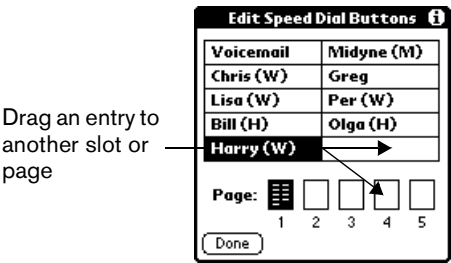 Edit Speed Dial Buttons i
Voicemail Midyne (M)
Chris (W) Greg
Lisa (W) Per (W)
Bill (H) Olga (H)
Harry (W)
Drag an entry to
another slot or
page
Page:
1 2 3 4 5
Done